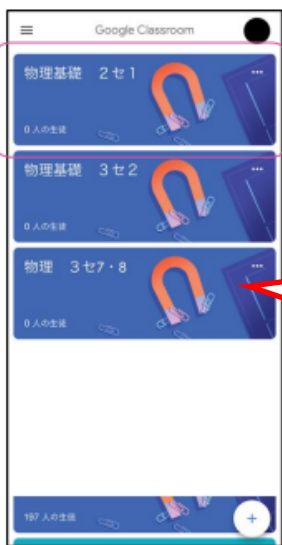 Google Classroom
物理基礎 2セ1
0 人の生徒
物理基礎 3セ2
0 人の生徒
物理 3セ7・8
0 人の生徒
197 人の生徒